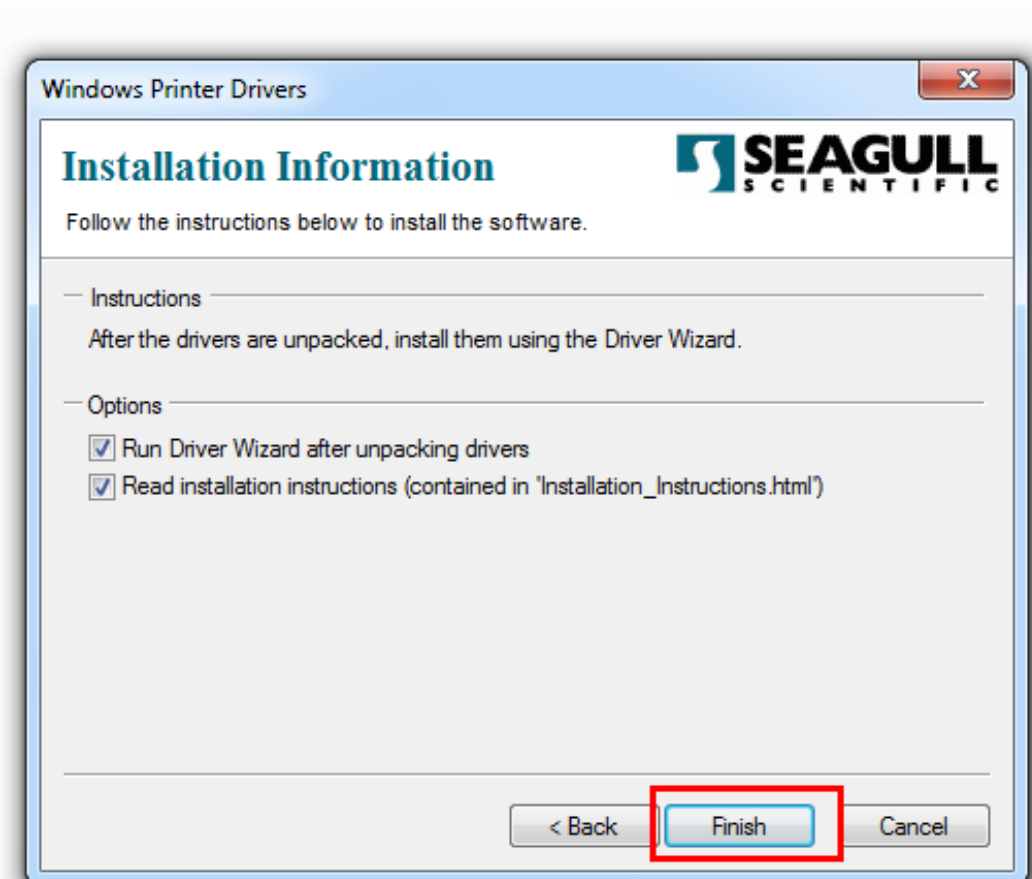 Windows Printer Drivers
Installation Information
SEAGULL
SCIENTIFIC
Follow the instructions below to install the software.
Instructions
After the drivers are unpacked, install them using the Driver Wizard.
Options
Run Driver Wizard after unpacking drivers
Read installation instructions (contained in 'Installation_Instructions.html')
< Back
Finish
Cancel